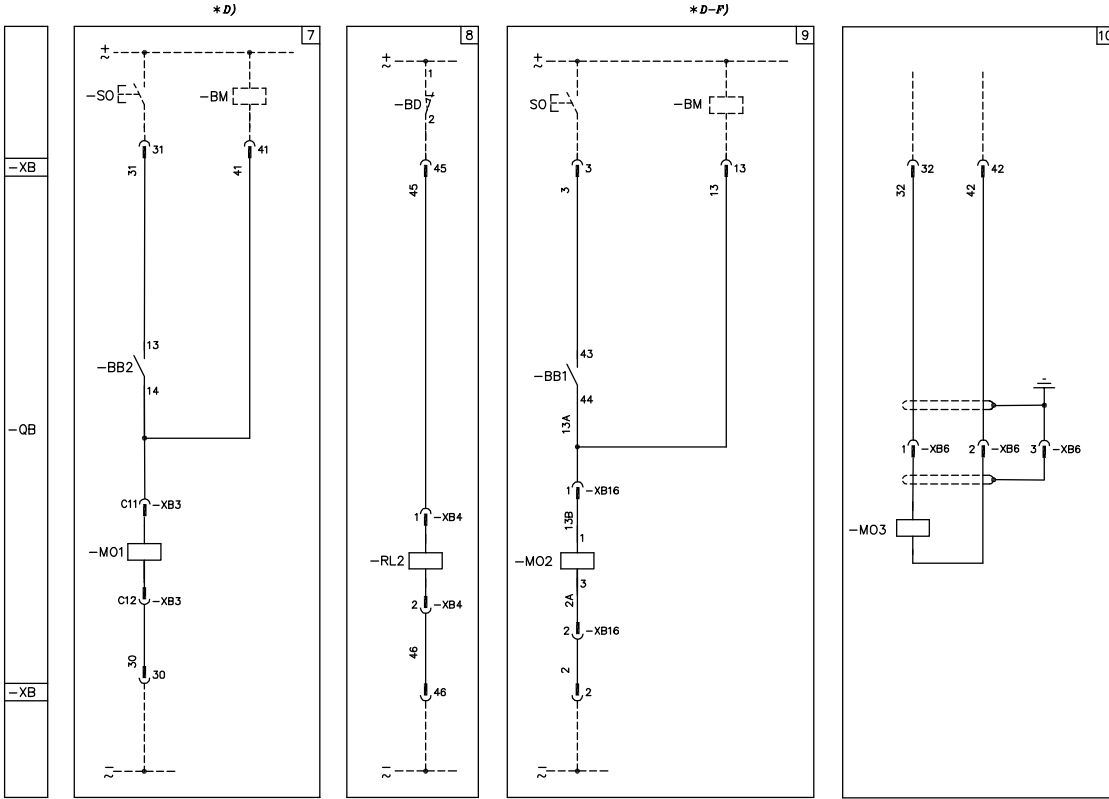 *D)
*D-F)
-XB
-QB
-XB
7
+
~
-SO
-BM
31
41
31
41
13
-BB2
14
C11
-XB3
-MO1
C12
-XB3
30
30
-
~
8
+
~
1
-BD
2
45
45
1
-XB4
-RL2
2
-XB4
46
46
-
~
9
+
~
SO
-BM
3
13
3
13
43
-BB1
44
13A
1
-XB16
13B
1
-MO2
3
2A
2
-XB16
2
2
-
~
10
32
42
32
42
1
-XB6
2
-XB6
3
-XB6
-MO3